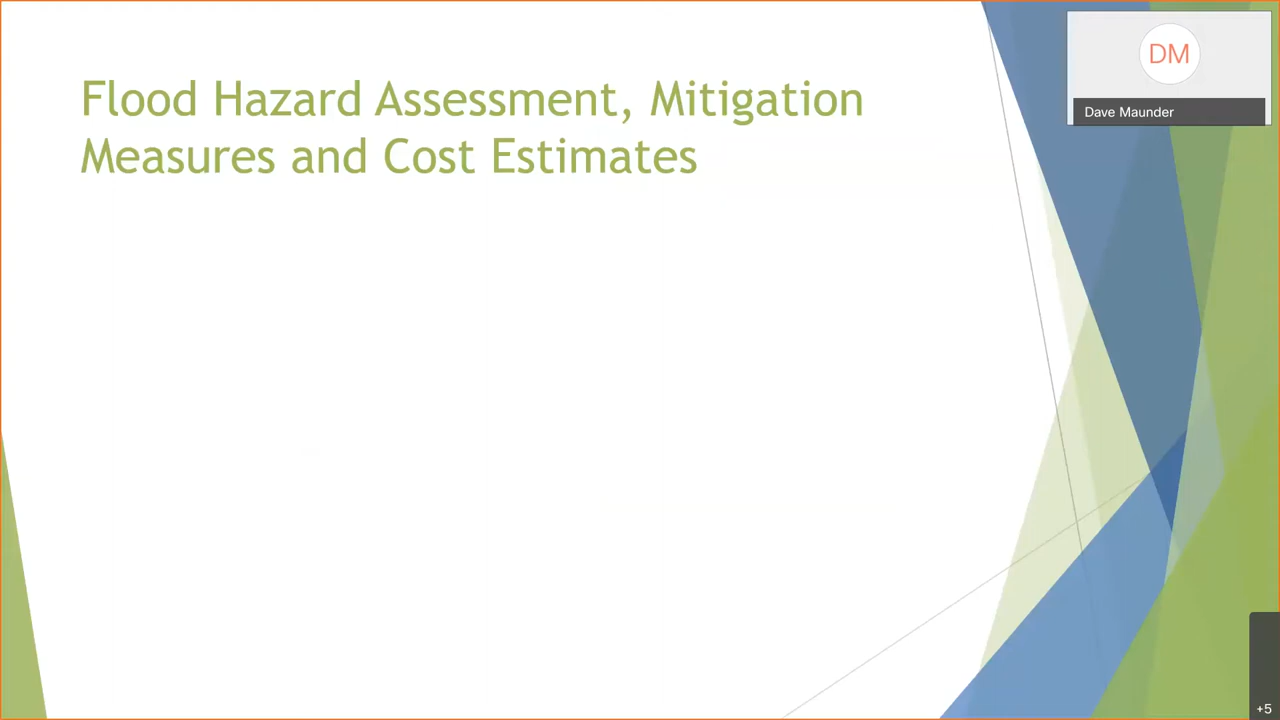 Flood Hazard Assessment, Mitigation
Measures and Cost Estimates
DM
Dave Maunder
+5